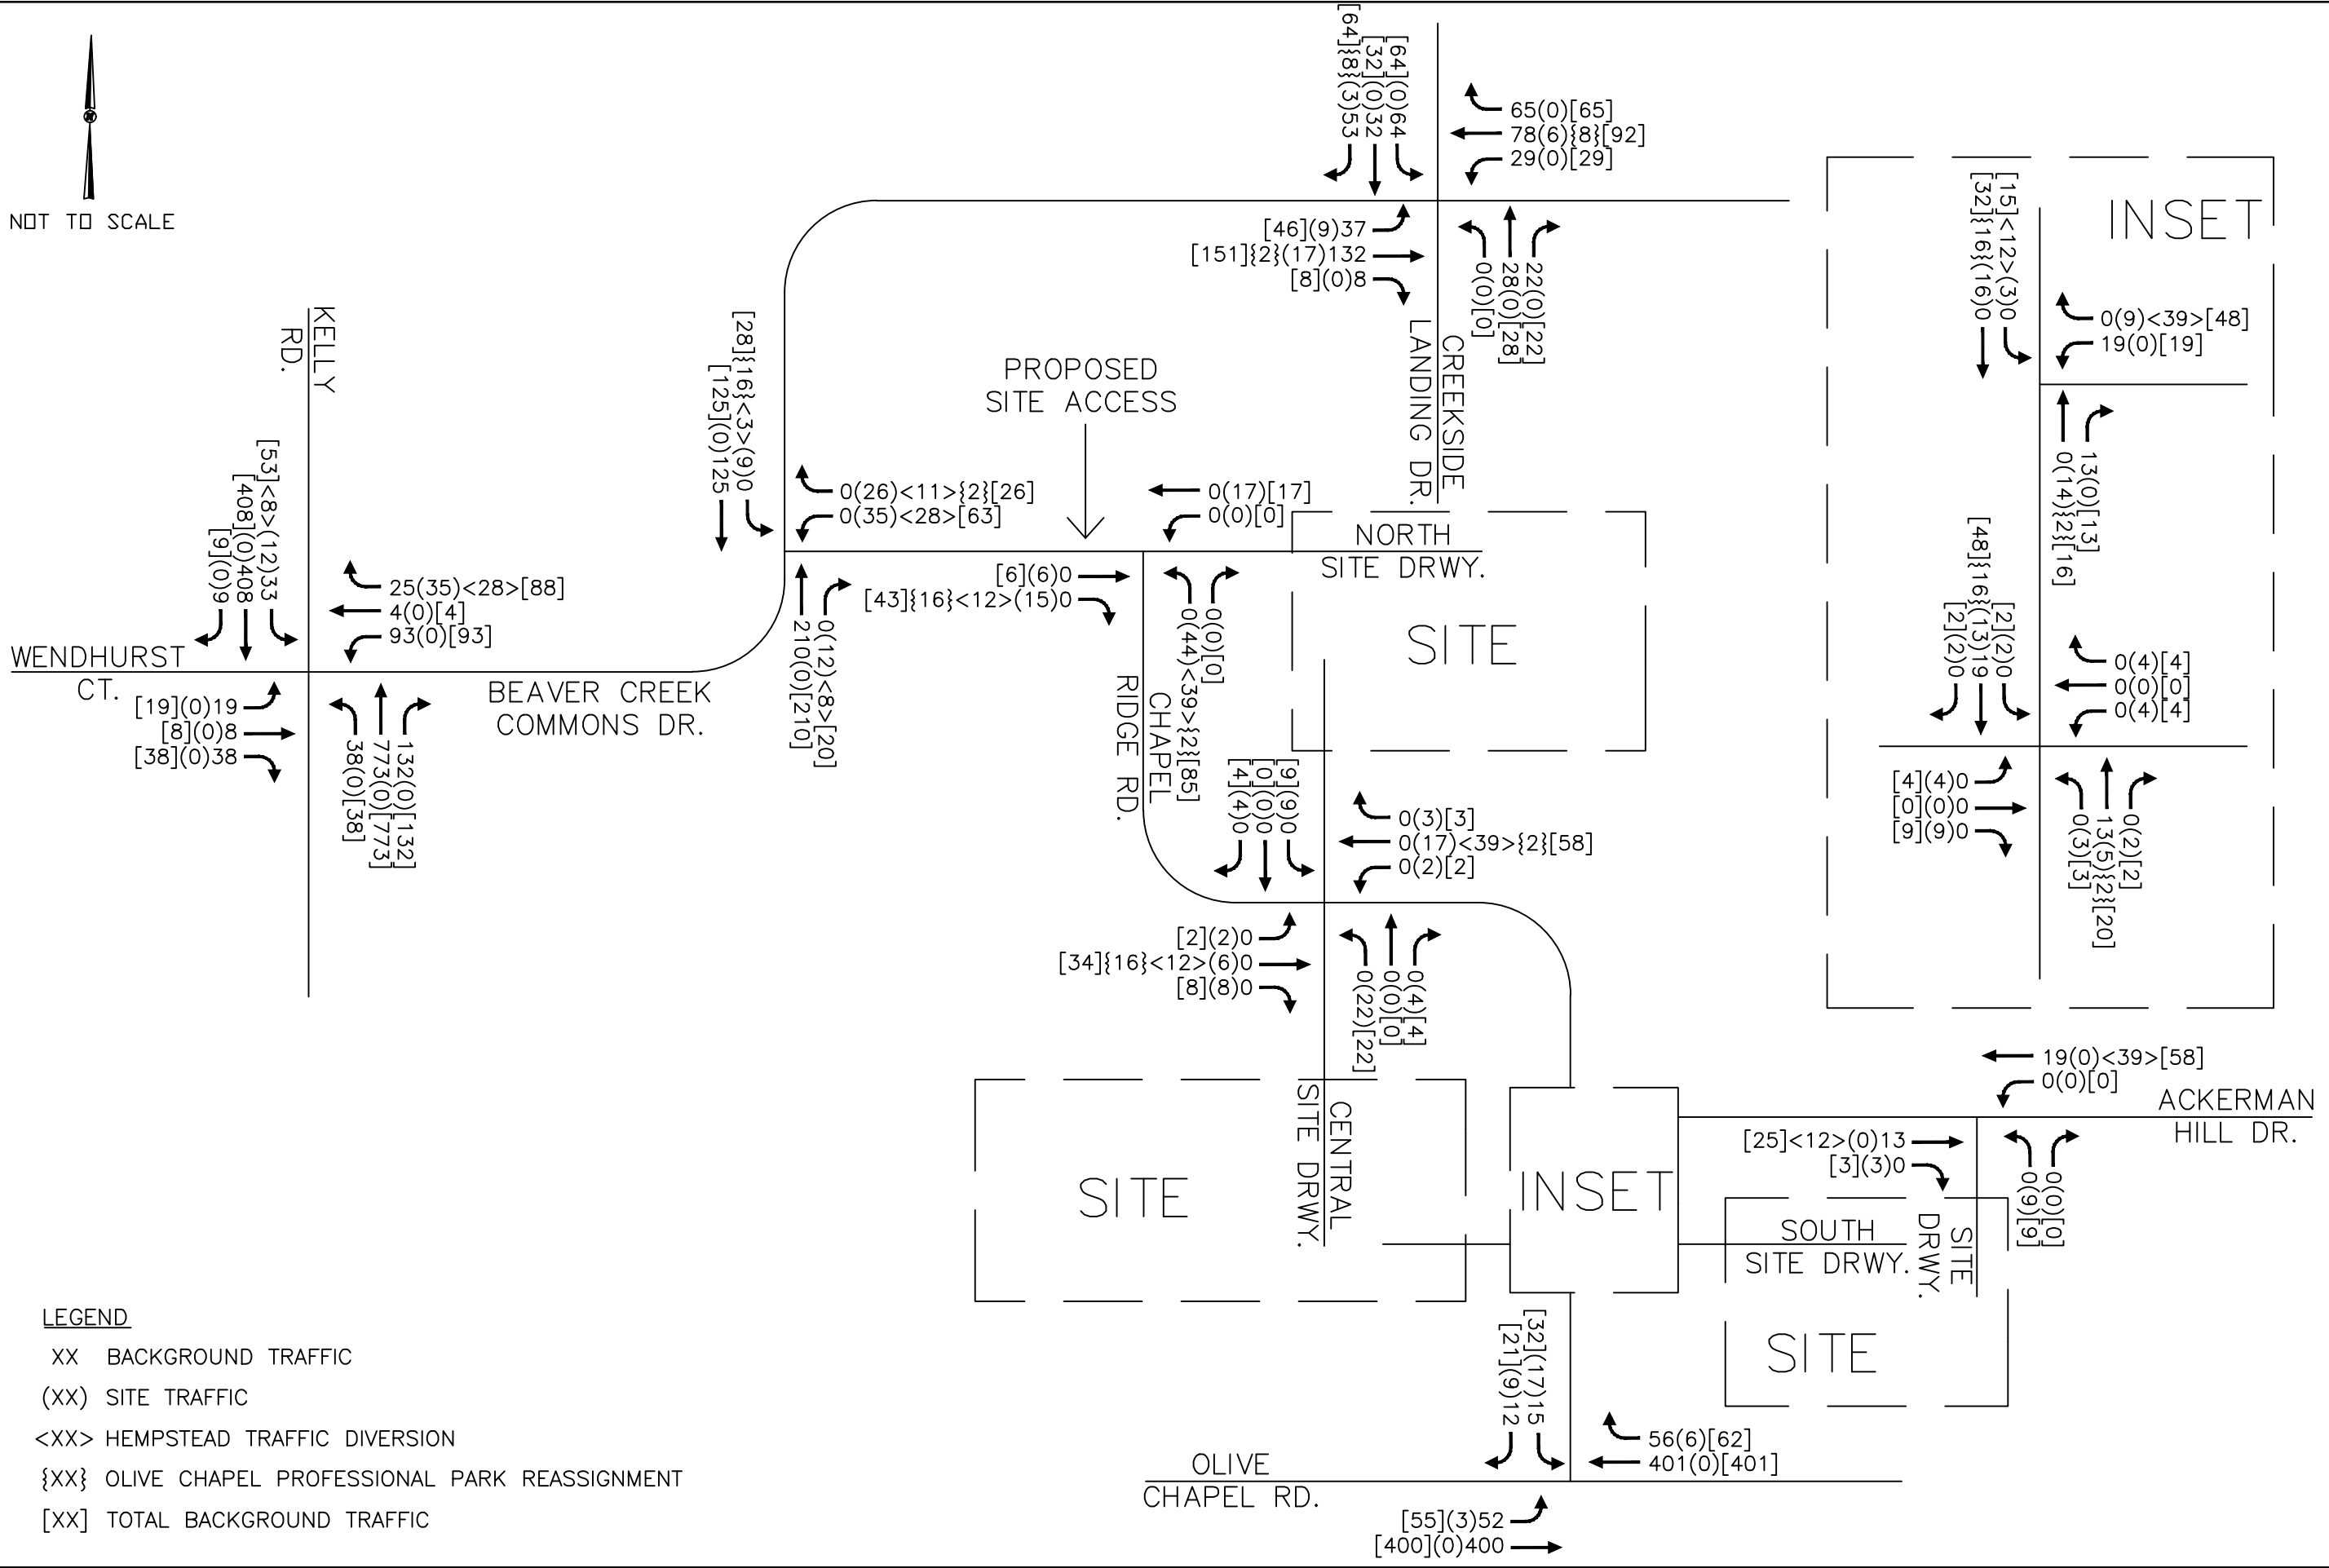 NOT TO SCALE
[64]{8}(3)53
[32](0)32
[64](0)64
65(0)[65]
78(6){8}[92]
29(0)[29]
[46](9)37
[151]{2}(17)132
[8](0)8
0(0)[0]
28(0)[28]
22(0)[22]
CREEKSIDE
LANDING DR.
INSET
[32]{16}(16)0
[15]<12>(3)0
0(9)<39>[48]
19(0)[19]
0(14){2}[16]
13(0)[13]
[2](2)0
[48]{16}(13)19
[2](2)0
0(4)[4]
0(0)[0]
0(4)[4]
[4](4)0
[0](0)0
[9](9)0
0(3)[3]
13(5){2}[20]
0(2)[2]
KELLY
RD.
[9](0)9
[408](0)408
[53]<8>(12)33
25(35)<28>[88]
4(0)[4]
93(0)[93]
WENDHURST
CT.
[19](0)19
[8](0)8
[38](0)38
38(0)[38]
773(0)[773]
132(0)[132]
BEAVER CREEK
COMMONS DR.
[125](0)125
[28]{16}<3>(9)0
0(26)<11>{2}[26]
0(35)<28>[63]
210(0)[210]
0(12)<8>[20]
PROPOSED
SITE ACCESS
0(17)[17]
0(0)[0]
[6](6)0
[43]{16}<12>(15)0
0(44)<39>{2}[85]
0(0)[0]
NORTH
SITE DRWY.
SITE
CHAPEL
RIDGE RD.
[4](4)0
[0](0)0
[9](9)0
0(3)[3]
0(17)<39>{2}[58]
0(2)[2]
[2](2)0
[34]{16}<12>(6)0
[8](8)0
0(22)[22]
0(0)[0]
0(4)[4]
CENTRAL
SITE DRWY.
SITE
INSET
19(0)<39>[58]
0(0)[0]
ACKERMAN
HILL DR.
[25]<12>(0)13
[3](3)0
0(9)[9]
0(0)[0]
SOUTH
SITE DRWY.
SITE
DRWY.
SITE
[21](9)12
[32](17)15
56(6)[62]
401(0)[401]
OLIVE
CHAPEL RD.
[55](3)52
[400](0)400
LEGEND
XX BACKGROUND TRAFFIC
(XX) SITE TRAFFIC
<XX> HEMPSTEAD TRAFFIC DIVERSION
{XX} OLIVE CHAPEL PROFESSIONAL PARK REASSIGNMENT
[XX] TOTAL BACKGROUND TRAFFIC